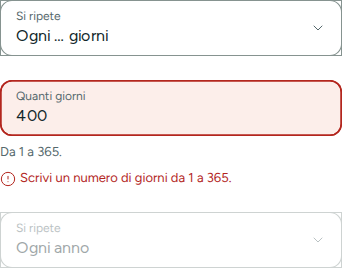 Si ripete
Ogni ... giorni
Quanti giorni
400
Da 1 a 365.
Scrivi un numero di giorni da 1 a 365.
Si ripete
Ogni anno